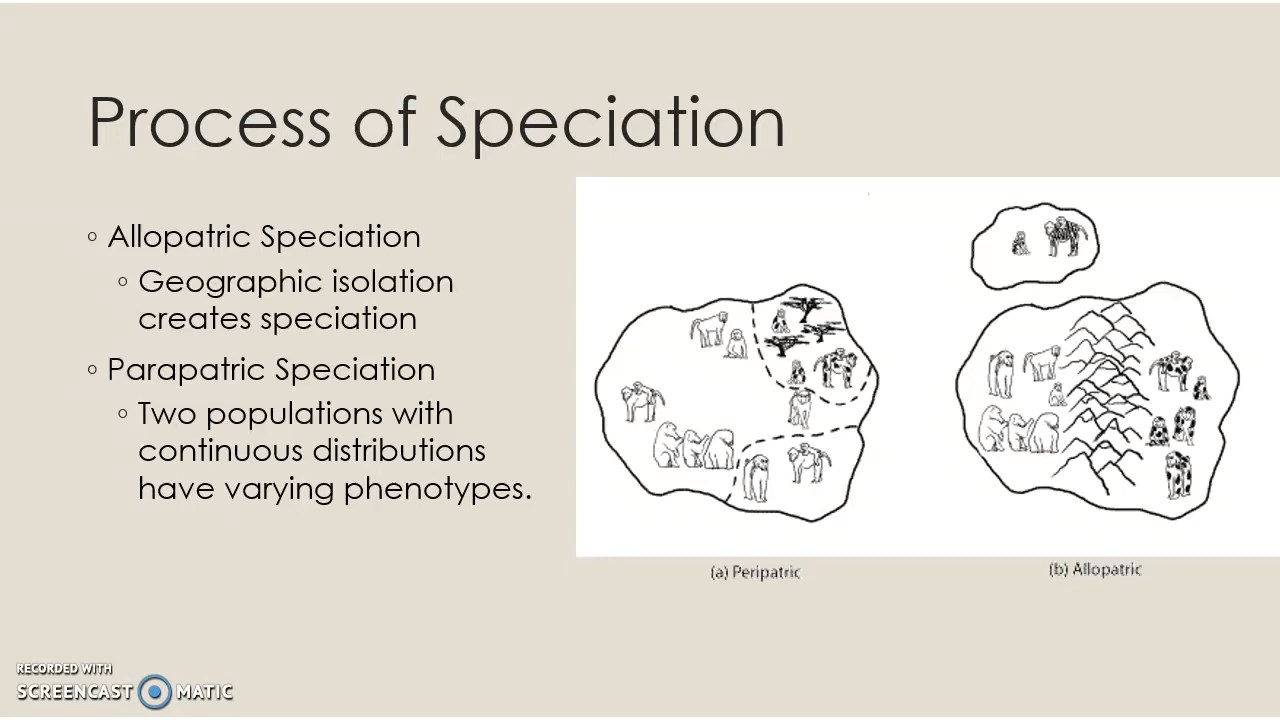 Process of Speciation
◦ Allopatric Speciation
◦ Geographic isolation
creates speciation
◦ Parapatric Speciation
◦ Two populations with
continuous distributions
have varying phenotypes.
(a) Peripatric
(b) Allopatric
RECORDED WITH
SCREENCAST MATIC